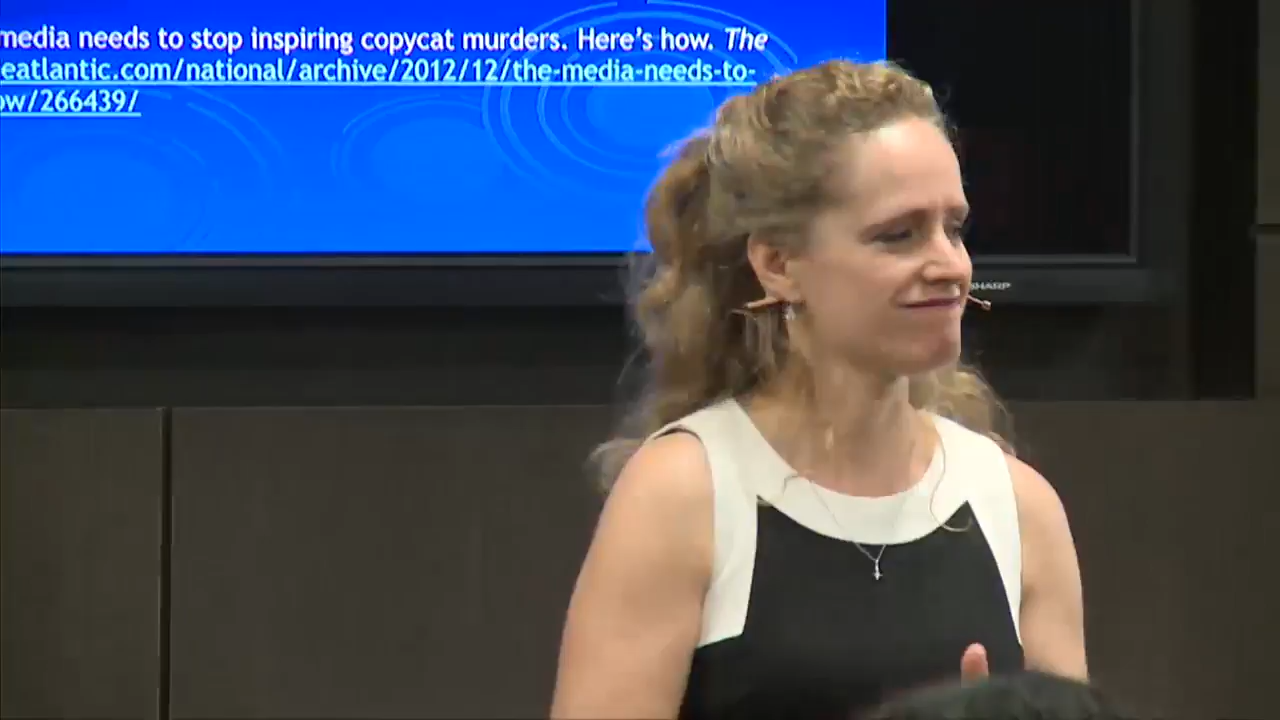 media needs to stop inspiring copycat murders. Here's how. The
eatlantic.com/national/archive/2012/12/the-media-needs-to-
ow/266439/
SHARP